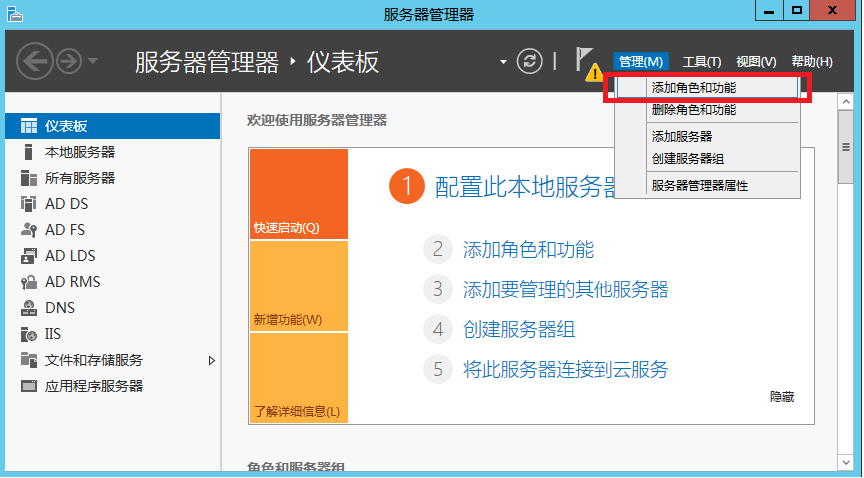 服务器管理器
服务器管理器 · 仪表板
管理(M) 工具(T) 视图(V) 帮助(H)
添加角色和功能
删除角色和功能
添加服务器
创建服务器组
服务器管理器属性
仪表板
本地服务器
所有服务器
AD DS
AD FS
AD LDS
AD RMS
DNS
IIS
文件和存储服务
应用程序服务器
欢迎使用服务器管理器
快速启动(Q)
新增功能(W)
了解详细信息(L)
1 配置此本地服务器
2 添加角色和功能
3 添加要管理的其他服务器
4 创建服务器组
5 将此服务器连接到云服务
隐藏
角色和服务器组